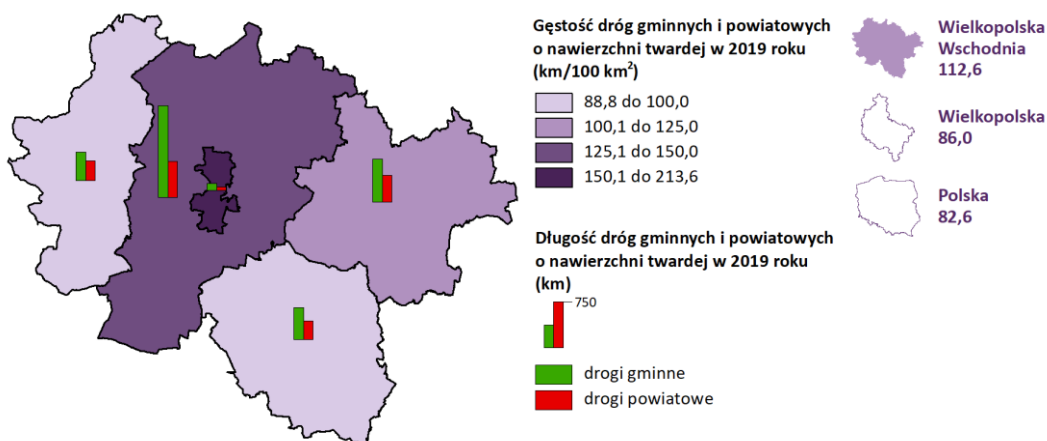 Gęstość dróg gminnych i powiatowych
o nawierzchni twardej w 2019 roku
(km/100 km²)
88,8 do 100,0
100,1 do 125,0
125,1 do 150,0
150,1 do 213,6
Długość dróg gminnych i powiatowych
o nawierzchni twardej w 2019 roku
(km)
750
drogi gminne
drogi powiatowe
Wielkopolska
Wschodnia
112,6
Wielkopolska
86,0
Polska
82,6